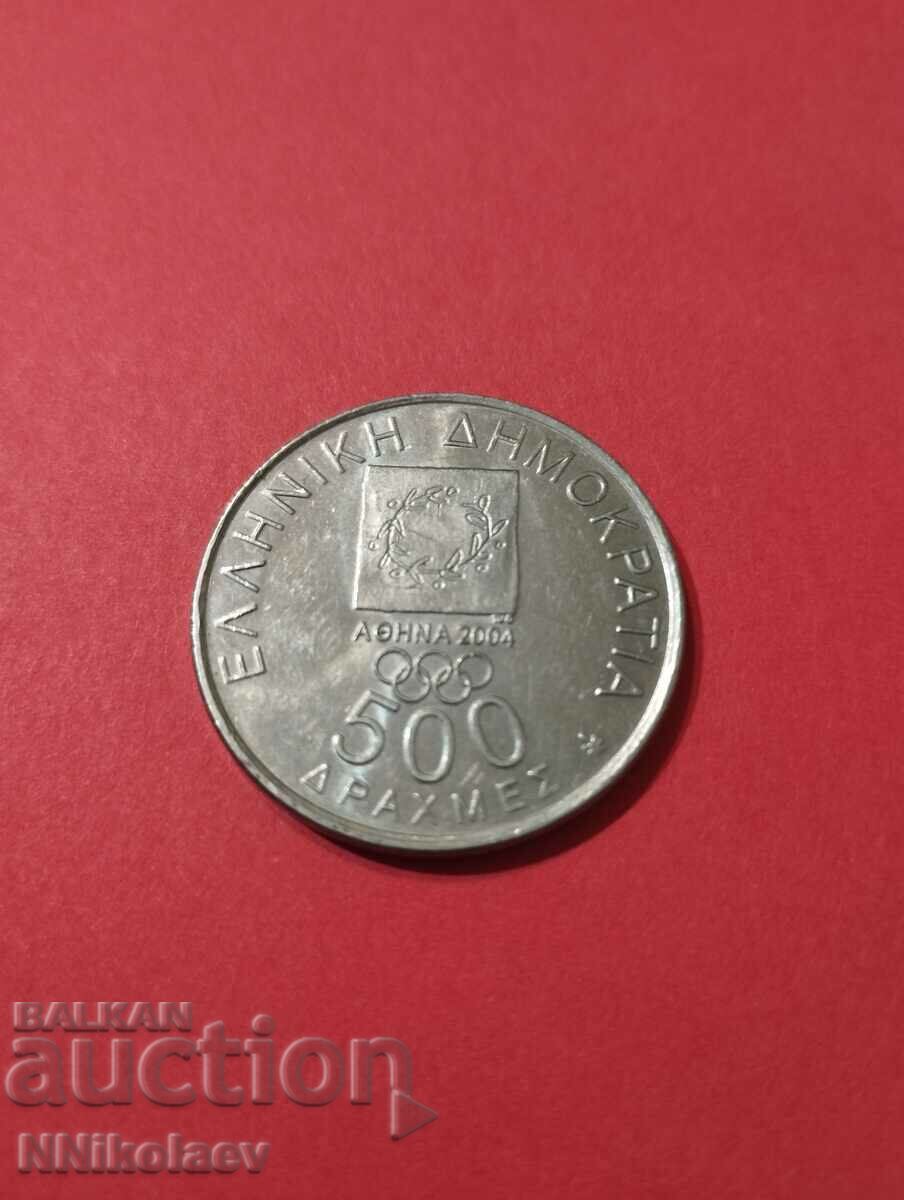 ΕΛΛΗΝΙΚΗ ΔΗΜΟΚΡΑΤΙΑ
ΑΘΗΝΑ 2004
500
ΔΡΑΧΜΕΣ
BALKAN
auction
NNikolaev